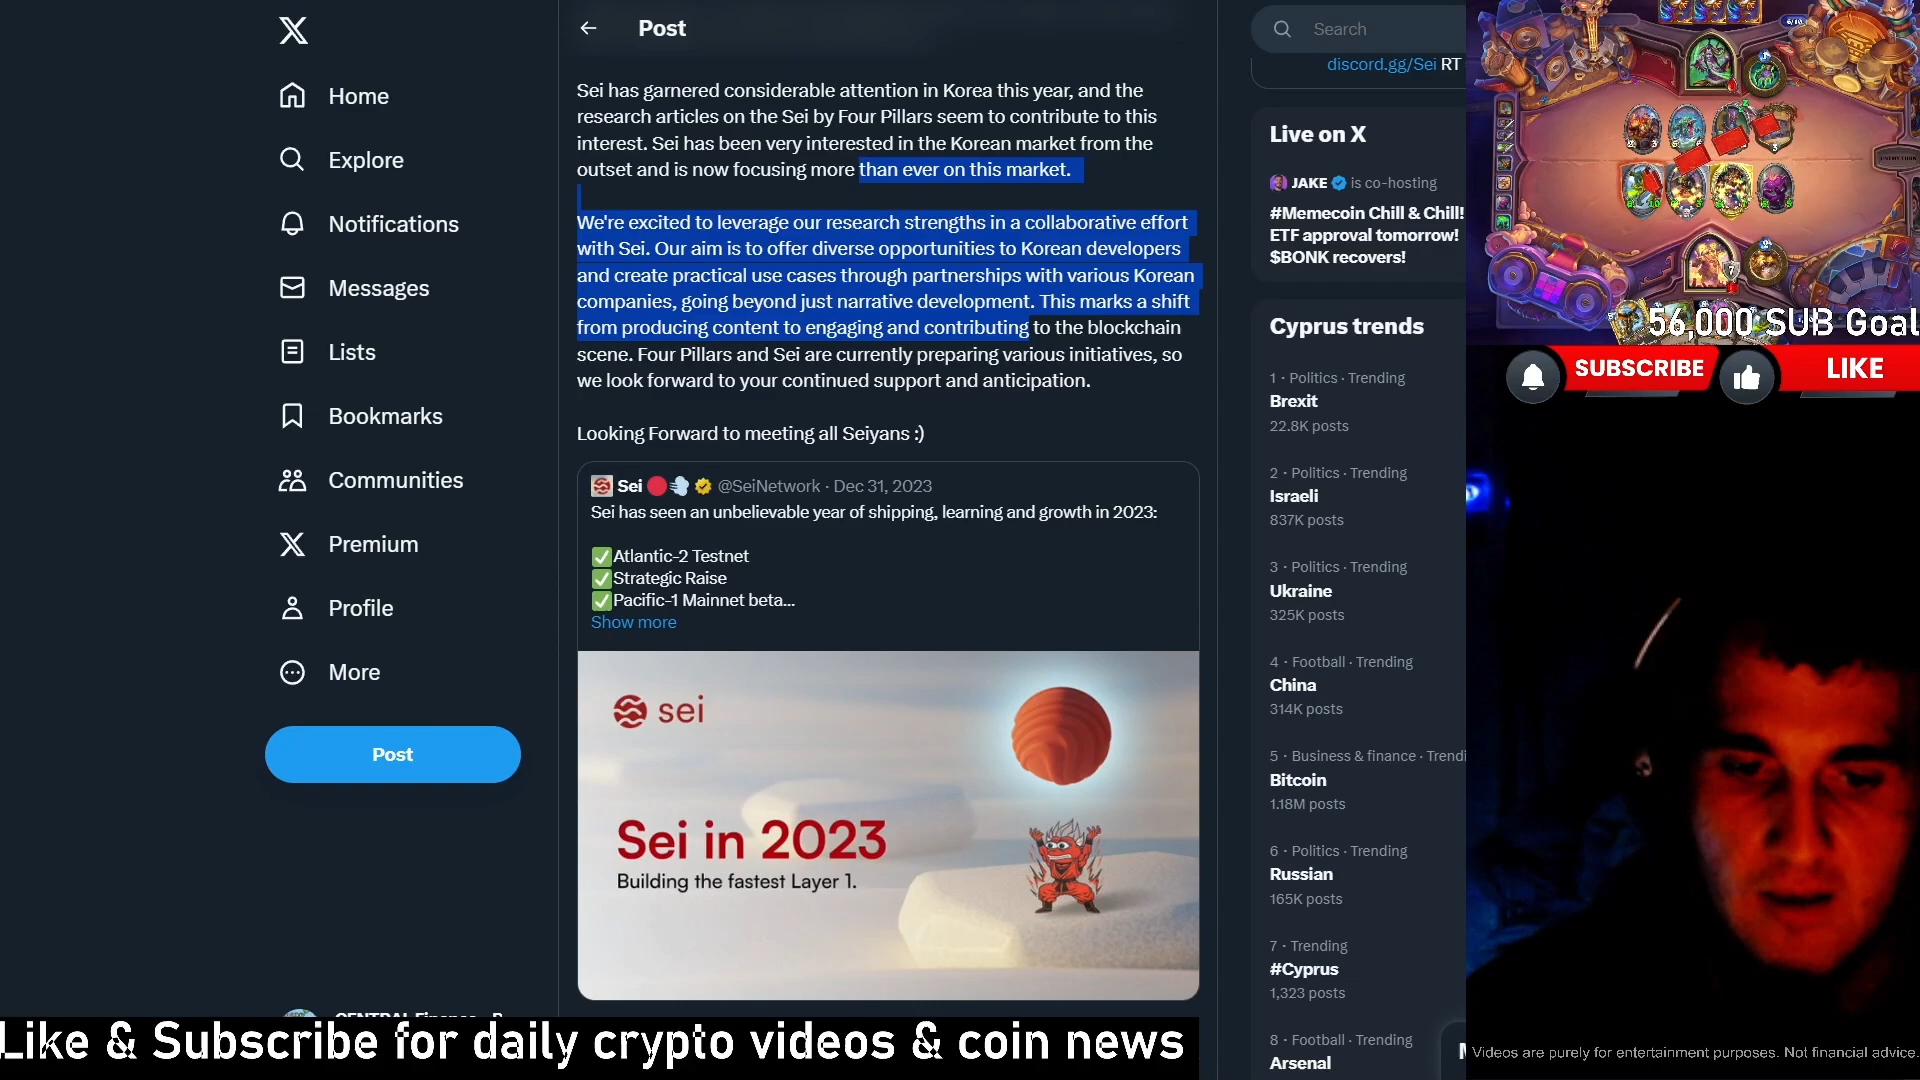 Home
Explore
Notifications
Messages
Lists
Bookmarks
Communities
Premium
Profile
More
Post
Post
Sei has garnered considerable attention in Korea this year, and the
research articles on the Sei by Four Pillars seem to contribute to this
interest. Sei has been very interested in the Korean market from the
outset and is now focusing more than ever on this market.
We're excited to leverage our research strengths in a collaborative effort
with Sei. Our aim is to offer diverse opportunities to Korean developers
and create practical use cases through partnerships with various Korean
companies, going beyond just narrative development. This marks a shift
from producing content to engaging and contributing to the blockchain
scene. Four Pillars and Sei are currently preparing various initiatives, so
we look forward to your continued support and anticipation.
Looking Forward to meeting all Seiyans :)
Sei 🔴💨 @SeiNetwork · Dec 31, 2023
Sei has seen an unbelievable year of shipping, learning and growth in 2023:
✅Atlantic-2 Testnet
✅Strategic Raise
✅Pacific-1 Mainnet beta...
Show more
sei
Sei in 2023
Building the fastest Layer 1.
Search
discord.gg/Sei RT
Live on X
JAKE is co-hosting
#Memecoin Chill & Chill!
ETF approval tomorrow!
$BONK recovers!
Cyprus trends
1 · Politics · Trending
Brexit
22.8K posts
2 · Politics · Trending
Israeli
837K posts
3 · Politics · Trending
Ukraine
325K posts
4 · Football · Trending
China
314K posts
5 · Business & finance · Trendi
Bitcoin
1.18M posts
6 · Politics · Trending
Russian
165K posts
7 · Trending
#Cyprus
1,323 posts
8 · Football · Trending
Arsenal
56,000 SUB Goal
SUBSCRIBE
LIKE
Like & Subscribe for daily crypto videos & coin news
Videos are purely for entertainment purposes. Not financial advice.